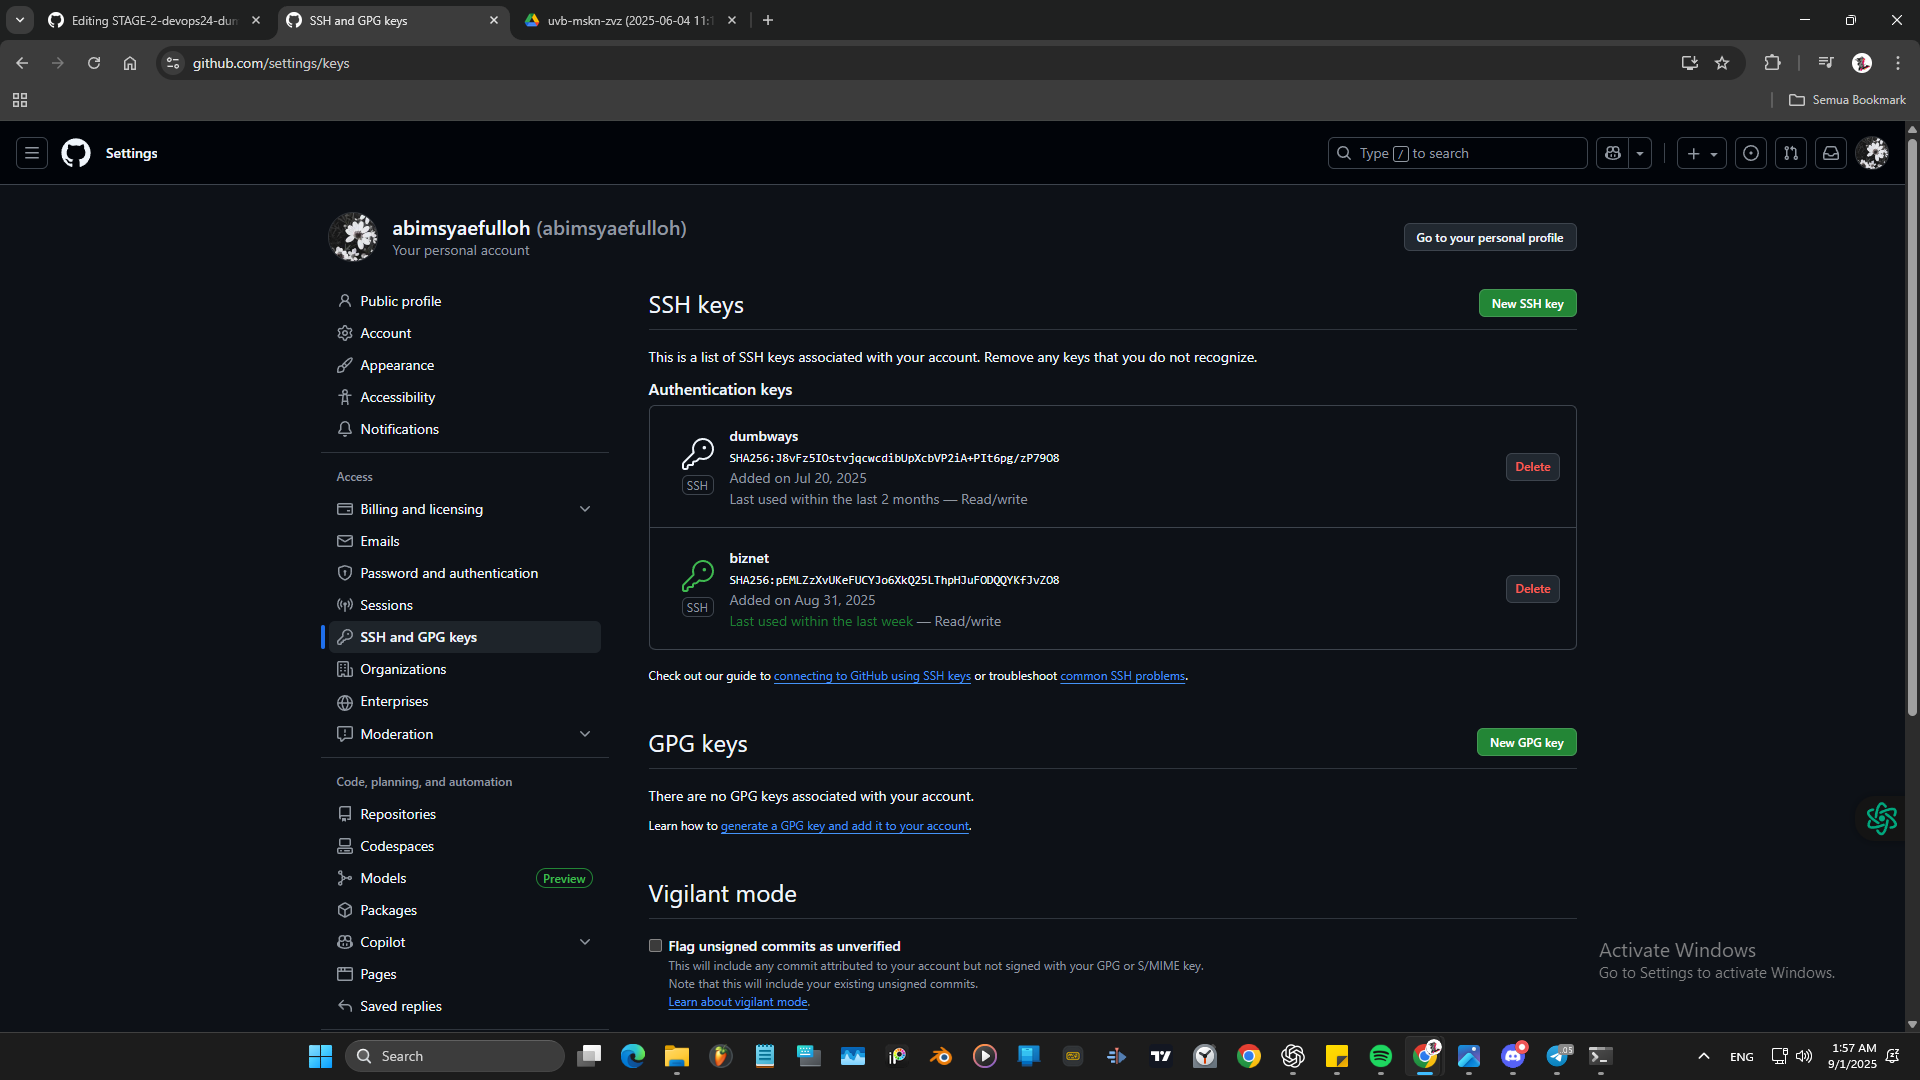 Editing STAGE-2-devops24-dum
SSH and GPG keys
uvb-mskn-zvz (2025-06-04 11:1
github.com/settings/keys
Semua Bookmark
Settings
Type / to search
abimsyaefulloh (abimsyaefulloh)
Your personal account
Go to your personal profile
Public profile
Account
Appearance
Accessibility
Notifications
Access
Billing and licensing
Emails
Password and authentication
Sessions
SSH and GPG keys
Organizations
Enterprises
Moderation
Code, planning, and automation
Repositories
Codespaces
Models
Preview
Packages
Copilot
Pages
Saved replies
SSH keys
New SSH key
This is a list of SSH keys associated with your account. Remove any keys that you do not recognize.
Authentication keys
dumbways
SHA256:J8vFz5IOstvjqcwcdibUpXcbVP2iA+PIt6pg/zP79O8
Added on Jul 20, 2025
Last used within the last 2 months — Read/write
SSH
Delete
biznet
SHA256:pEMLZzXvUKeFUCYJo6XkQ25LThpHJuFODQQYKfJvZO8
Added on Aug 31, 2025
Last used within the last week — Read/write
SSH
Delete
Check out our guide to connecting to GitHub using SSH keys or troubleshoot common SSH problems.
GPG keys
New GPG key
There are no GPG keys associated with your account.
Learn how to generate a GPG key and add it to your account.
Vigilant mode
Flag unsigned commits as unverified
This will include any commit attributed to your account but not signed with your GPG or S/MIME key.
Note that this will include your existing unsigned commits.
Learn about vigilant mode.
Activate Windows
Go to Settings to activate Windows.
Search
ENG
1:57 AM
9/1/2025